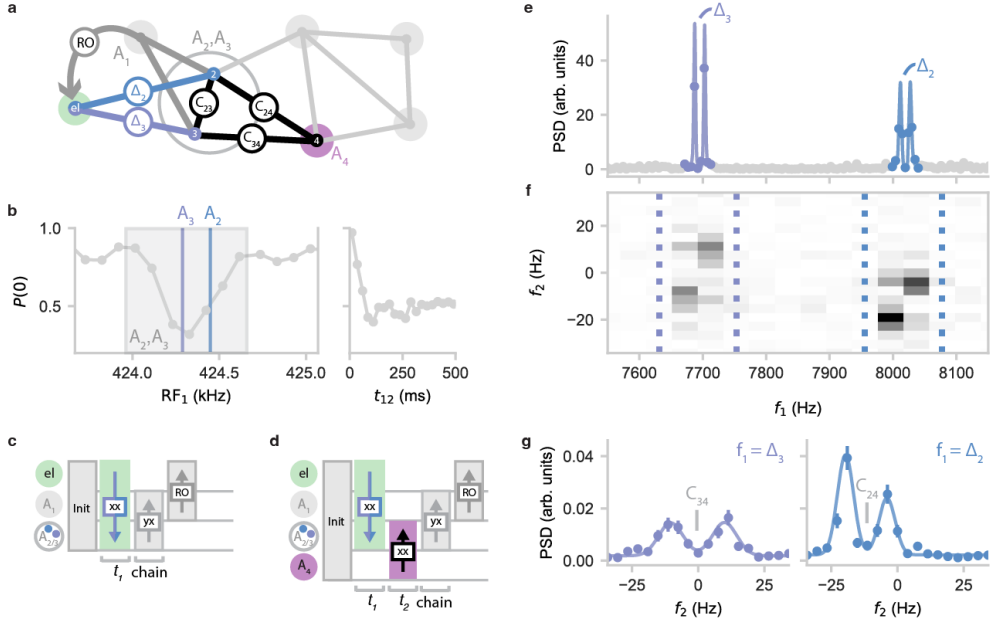 a
RO
A1
A2,A3
el
Δ2
Δ3
2
3
4
C23
C24
C34
A4
b
A3 A2
P(0)
1.0
0.5
A2,A3
424.0 424.5 425.0
RF1 (kHz)
0 250 500
t12 (ms)
c
el
A1
A2/3
Init
xx
yx
RO
t1 chain
d
el
A1
A2/3
A4
Init
xx
xx
yx
RO
t1 t2 chain
e
PSD (arb. units)
40
20
0
Δ3
Δ2
f
f2 (Hz)
20
0
−20
7600 7700 7800 7900 8000 8100
f1 (Hz)
g
PSD (arb. units)
0.04
0.02
0.00
f1 = Δ3
C34
−25 0 25
f2 (Hz)
f1 = Δ2
C24
−25 0 25
f2 (Hz)